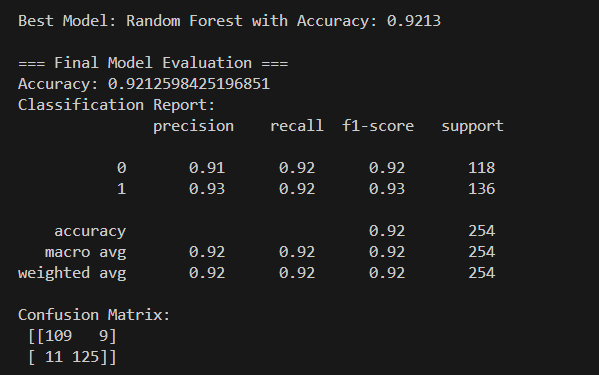 Best Model: Random Forest with Accuracy: 0.9213
=== Final Model Evaluation ===
Accuracy: 0.9212598425196851
Classification Report:
precision recall f1-score support
0 0.91 0.92 0.92 118
1 0.93 0.92 0.93 136
accuracy 0.92 254
macro avg 0.92 0.92 0.92 254
weighted avg 0.92 0.92 0.92 254
Confusion Matrix:
[[109 9]
[ 11 125]]